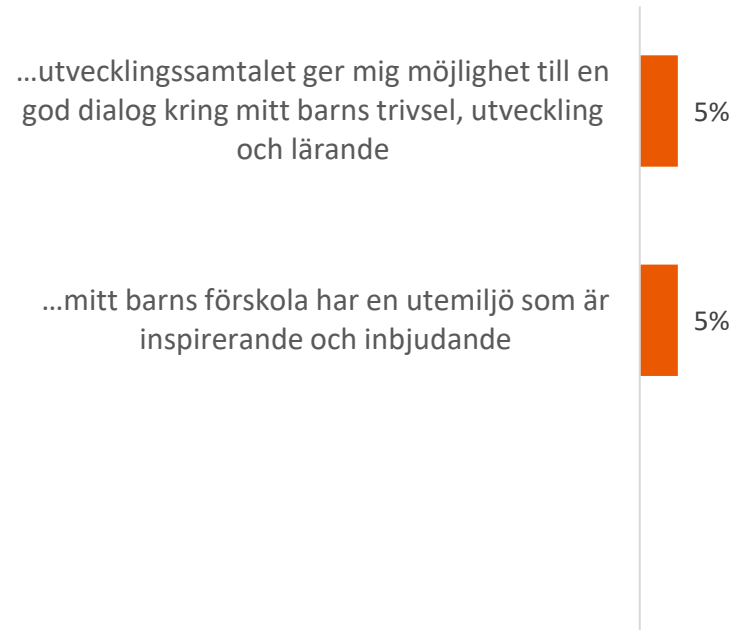 …utvecklingssamtalet ger mig möjlighet till en
god dialog kring mitt barns trivsel, utveckling
och lärande
5%
…mitt barns förskola har en utemiljö som är
inspirerande och inbjudande
5%